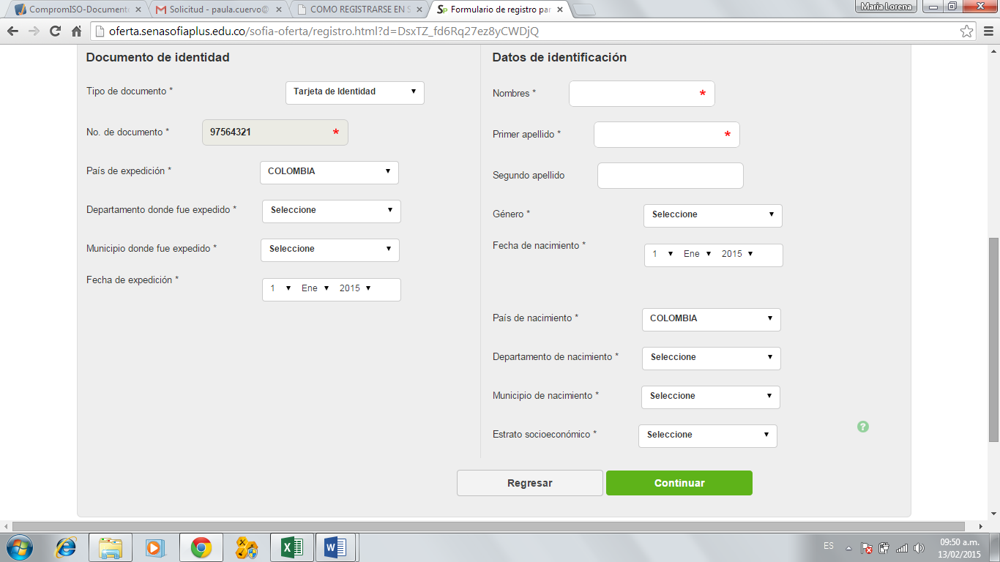 CompromISO-Document
Solicitud - paula.cuervo@
COMO REGISTRARSE EN S
Formulario de registro par
Maria Lorena
oferta.senasofiaplus.edu.co/sofia-oferta/registro.html?d=DsxTZ_fd6Rq27ez8yCWDjQ
Documento de identidad
Tipo de documento *
Tarjeta de Identidad
No. de documento *
97564321 *
País de expedición *
COLOMBIA
Departamento donde fue expedido *
Seleccione
Municipio donde fue expedido *
Seleccione
Fecha de expedición *
1 Ene 2015
Datos de identificación
Nombres *
*
Primer apellido *
*
Segundo apellido
Género *
Seleccione
Fecha de nacimiento *
1 Ene 2015
País de nacimiento *
COLOMBIA
Departamento de nacimiento *
Seleccione
Municipio de nacimiento *
Seleccione
Estrato socioeconómico *
Seleccione
?
Regresar
Continuar
ES
09:50 a.m.
13/02/2015